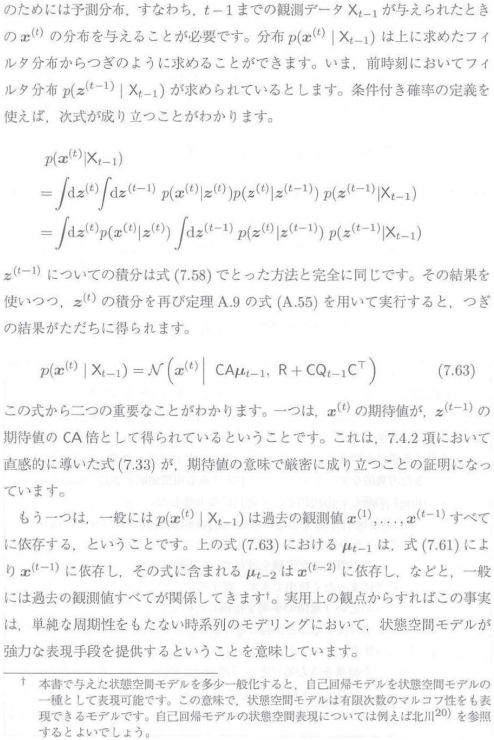 のためには予測分布，すなわち，t−1 までの観測データ X_{t−1} が与えられたとき
の x^{(t)} の分布を与えることが必要です。分布 p(x^{(t)} | X_{t−1}) は上に求めたフィ
ルタ分布からつぎのように求めることができます。いま，前時刻においてフィ
ルタ分布 p(z^{(t−1)} | X_{t−1}) が求められているとします。条件付き確率の定義を
使えば，次式が成り立つことがわかります。
p(x^{(t)}|X_{t−1})
= ∫dz^{(t)} ∫dz^{(t−1)} p(x^{(t)}|z^{(t)})p(z^{(t)}|z^{(t−1)}) p(z^{(t−1)}|X_{t−1})
= ∫dz^{(t)}p(x^{(t)}|z^{(t)}) ∫dz^{(t−1)} p(z^{(t)}|z^{(t−1)}) p(z^{(t−1)}|X_{t−1})
z^{(t−1)} についての積分は式 (7.58) でとった方法と完全に同じです。その結果を
使いつつ，z^{(t)} の積分を再び定理 A.9 の式 (A.55) を用いて実行すると，つぎ
の結果がただちに得られます。
p(x^{(t)} | X_{t−1}) = N(x^{(t)} | CAμ_{t−1}, R + CQ_{t−1}C^⊤) (7.63)
この式から二つの重要なことがわかります。一つは，x^{(t)} の期待値が，z^{(t−1)} の
期待値の CA 倍として得られているということです。これは，7.4.2 項において
直感的に導いた式 (7.33) が，期待値の意味で厳密に成り立つことの証明になっ
ています。
もう一つは，一般には p(x^{(t)} | X_{t−1}) は過去の観測値 x^{(1)}, . . . , x^{(t−1)} すべて
に依存する，ということです。上の式 (7.63) における μ_{t−1} は，式 (7.61) によ
り x^{(t−1)} に依存し，その式に含まれる μ_{t−2} は x^{(t−2)} に依存し，などと，一般
には過去の観測値すべてが関係してきます†。実用上の観点からすればこの事実
は，単純な周期性をもたない時系列のモデリングにおいて，状態空間モデルが
強力な表現手段を提供するということを意味しています。
† 本書で与えた状態空間モデルを多少一般化すると，自己回帰モデルを状態空間モデルの
一種として表現可能です。この意味で，状態空間モデルは有限次数のマルコフ性をも表
現できるモデルです。自己回帰モデルの状態空間表現については例えば北川^{20)} を参照
するとよいでしょう。